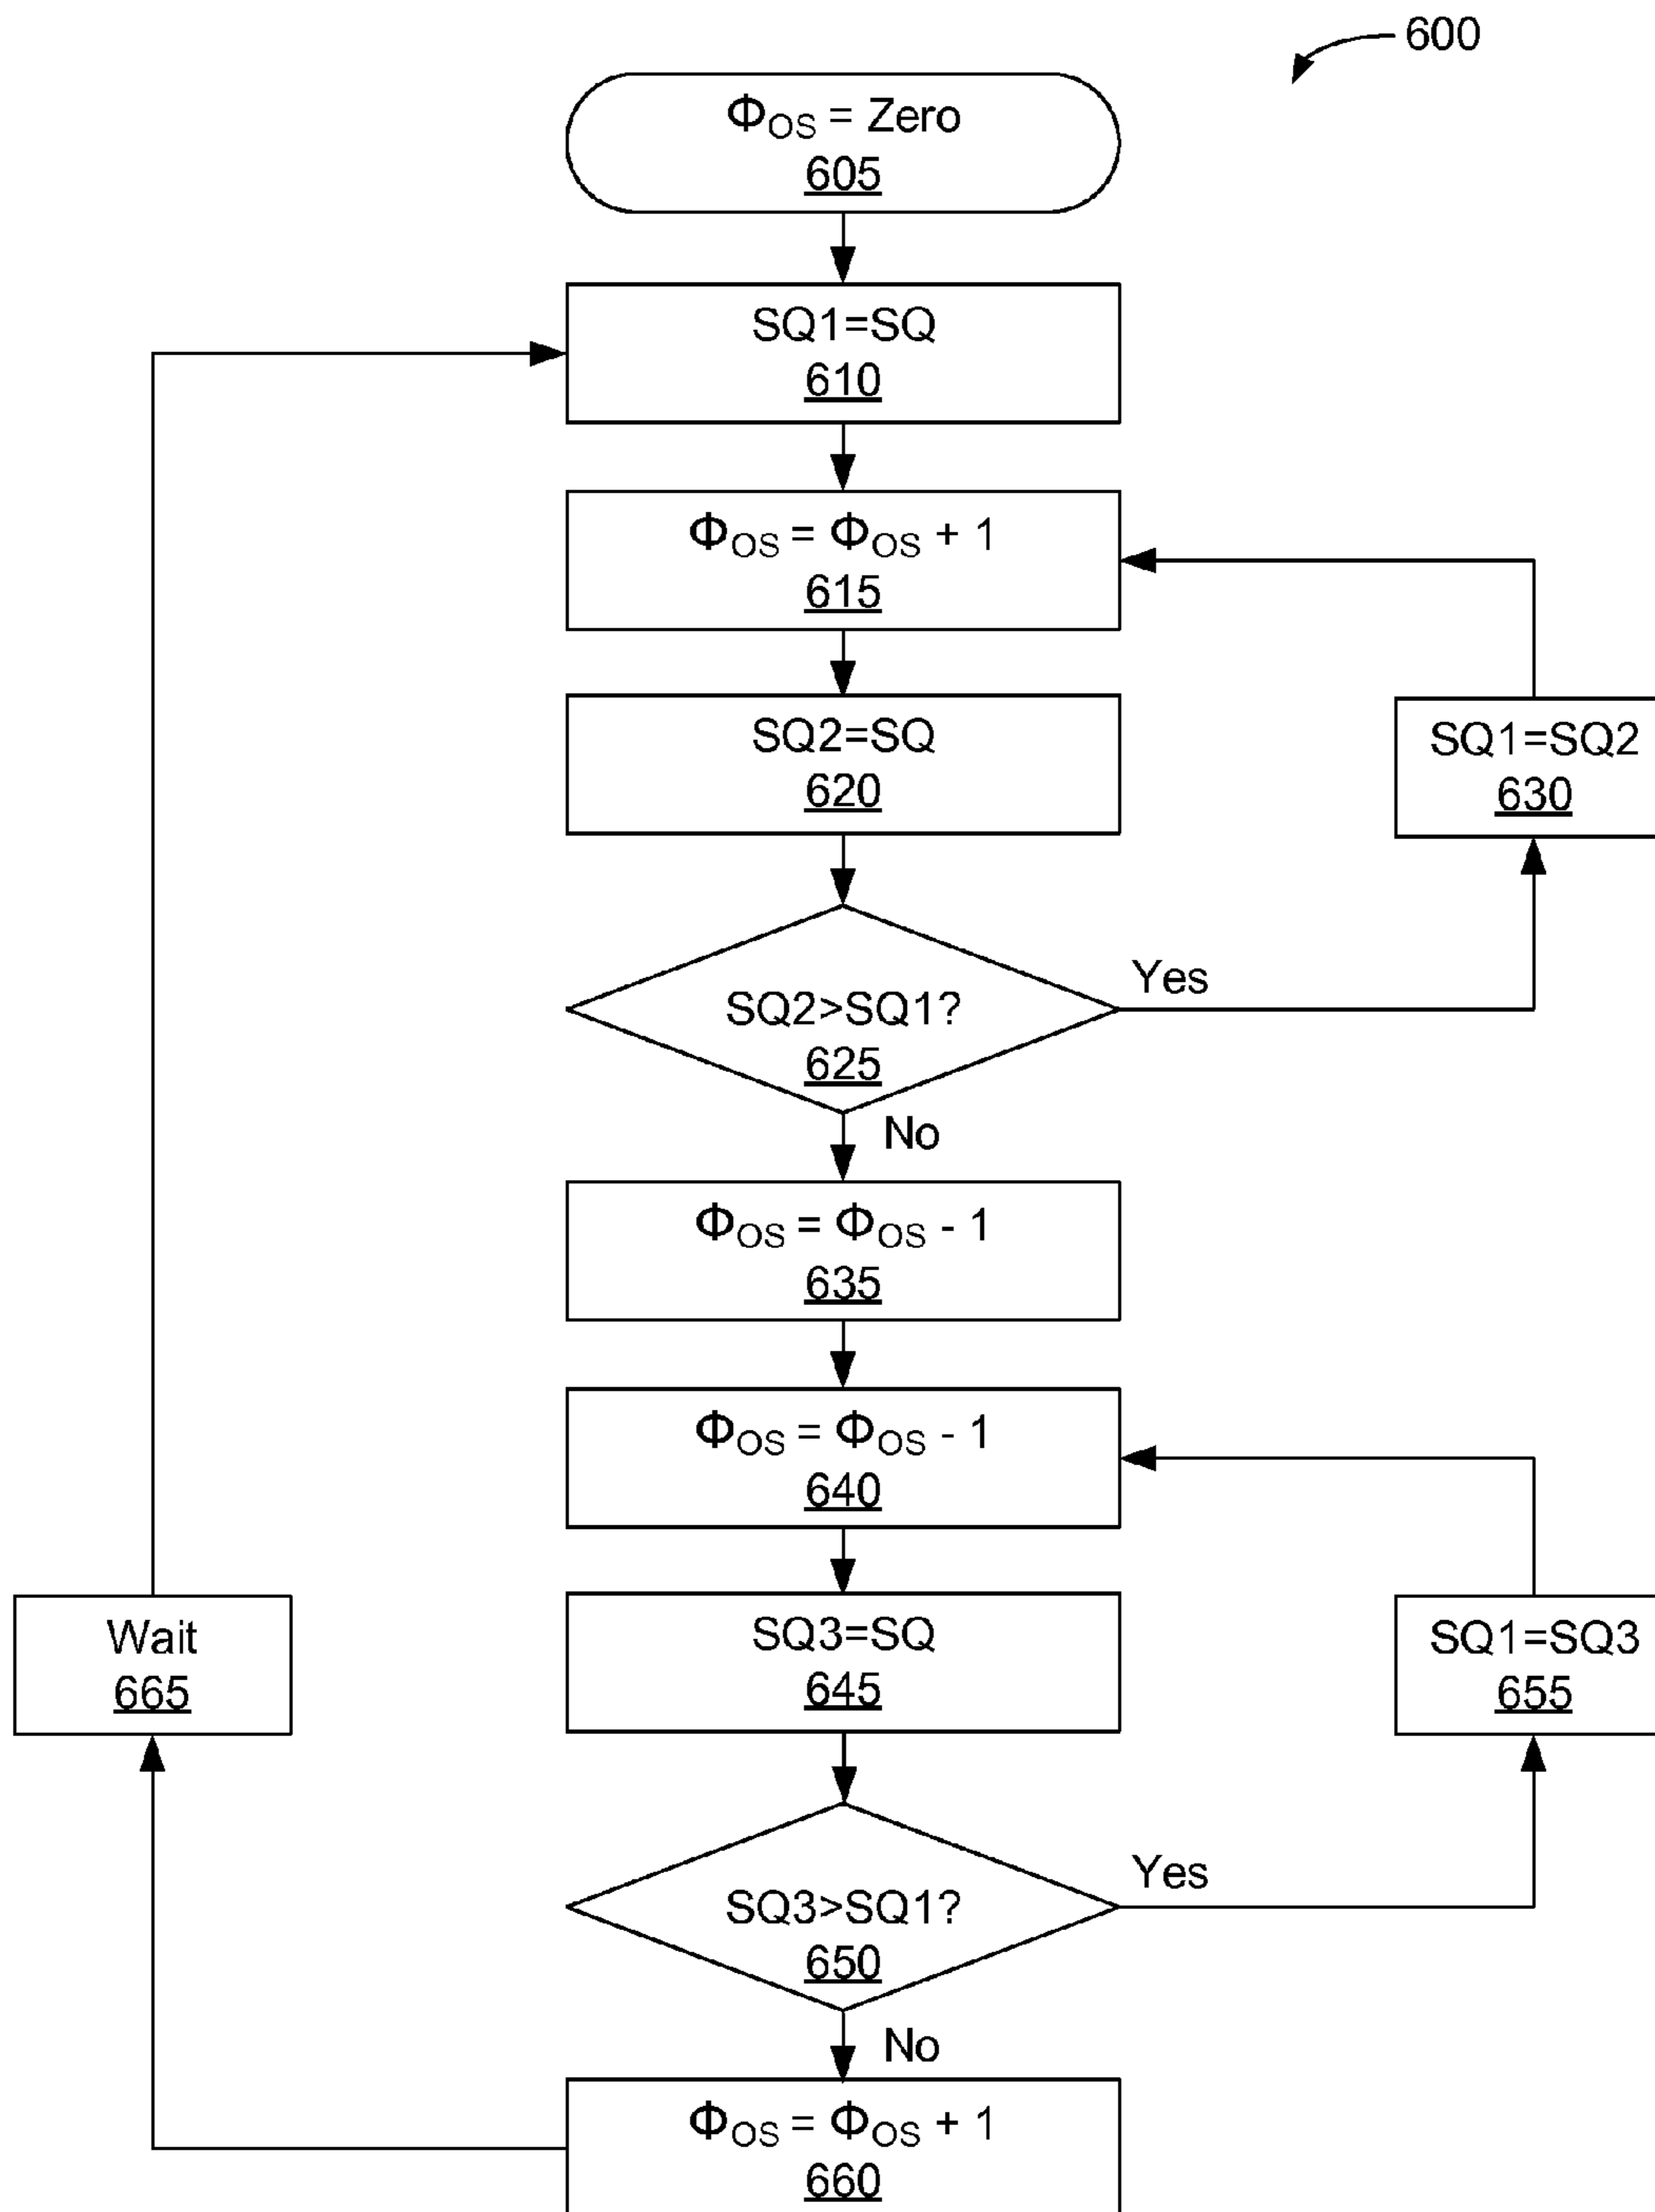 600
ΦOS = Zero
605
SQ1=SQ
610
ΦOS = ΦOS + 1
615
SQ2=SQ
620
SQ1=SQ2
630
SQ2>SQ1?
625
Yes
No
ΦOS = ΦOS - 1
635
ΦOS = ΦOS - 1
640
SQ3=SQ
645
Wait
665
SQ1=SQ3
655
SQ3>SQ1?
650
Yes
No
ΦOS = ΦOS + 1
660